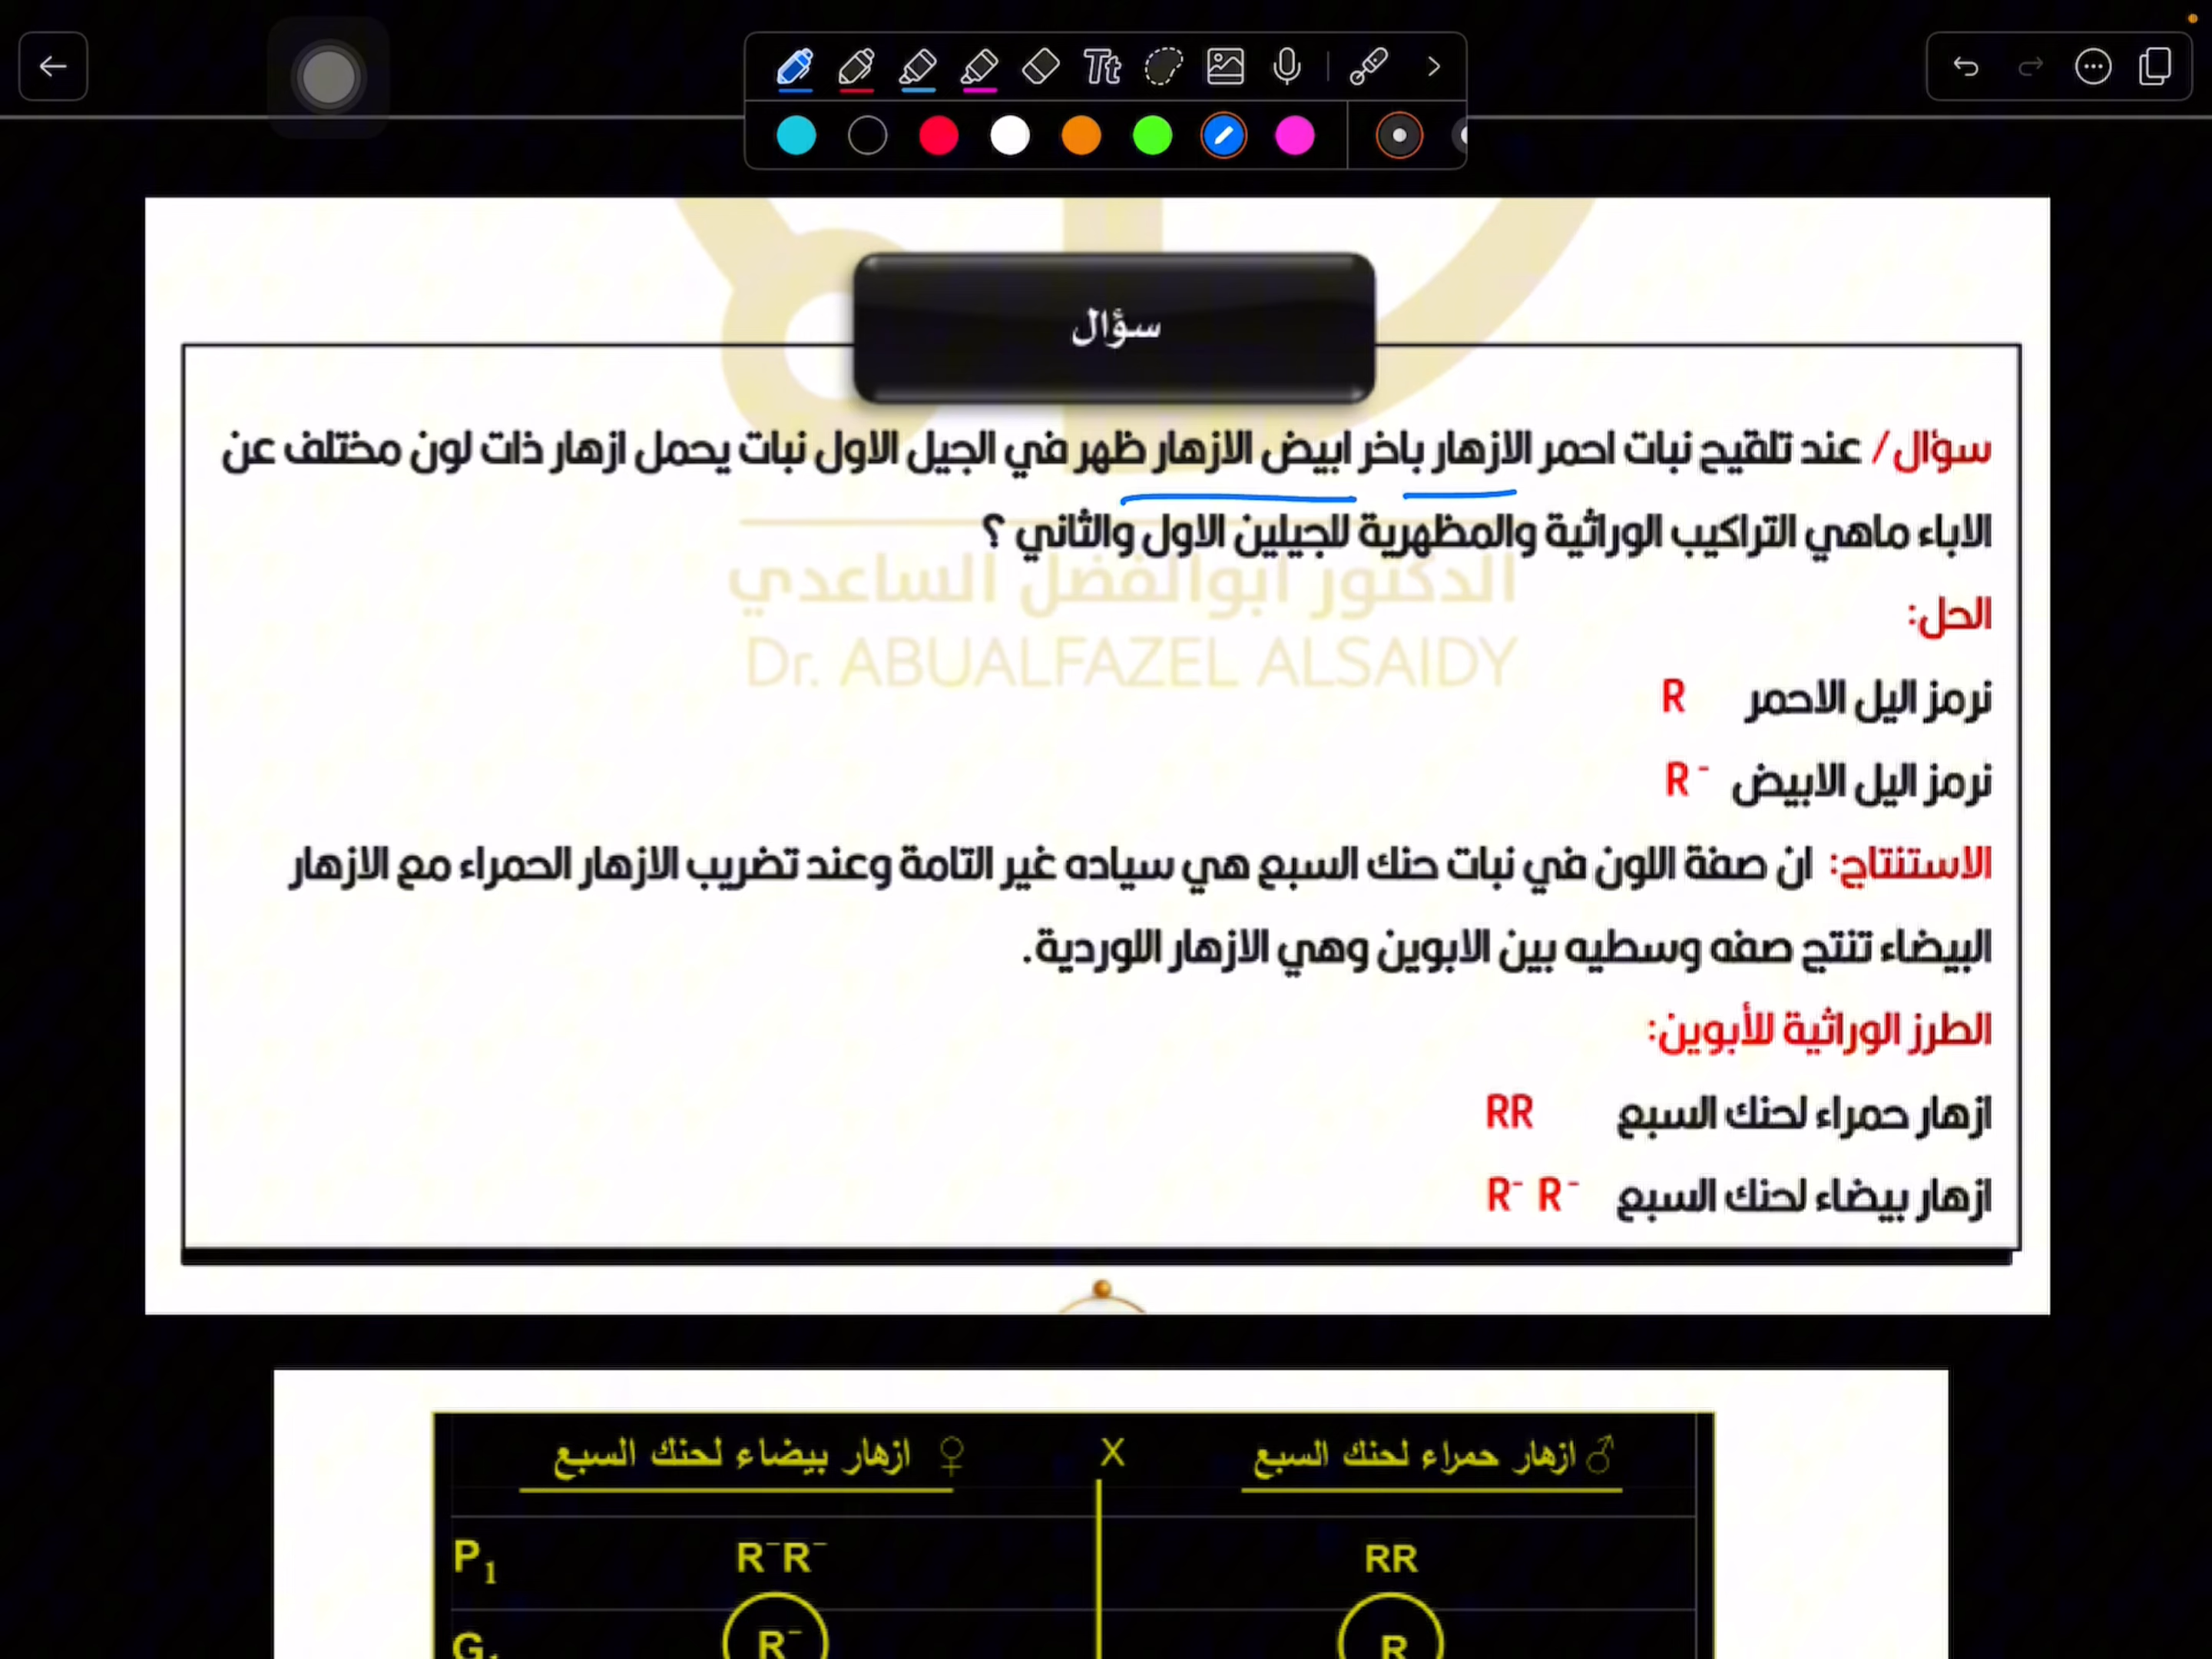 Tt
سؤال
سؤال/ عند تلقيح نبات احمر الازهار باخر ابيض الازهار ظهر في الجيل الاول نبات يحمل ازهار ذات لون مختلف عن
الاباء ماهي التراكيب الوراثية والمظهرية للجيلين الاول والثاني ؟
الدكتور ابوالفضل الساعدي
Dr. ABUALFAZEL ALSAIDY
الحل:
نرمز اليل الاحمر R
نرمز اليل الابيض R⁻
الاستنتاج: ان صفة اللون في نبات حنك السبع هي سياده غير التامة وعند تضريب الازهار الحمراء مع الازهار
البيضاء تنتج صفه وسطيه بين الابوين وهي الازهار اللوردية.
الطرز الوراثية للأبوين:
ازهار حمراء لحنك السبع RR
ازهار بيضاء لحنك السبع R⁻ R⁻
♂ ازهار حمراء لحنك السبع X ♀ ازهار بيضاء لحنك السبع
P₁ R⁻R⁻ RR
G₁ R⁻ R